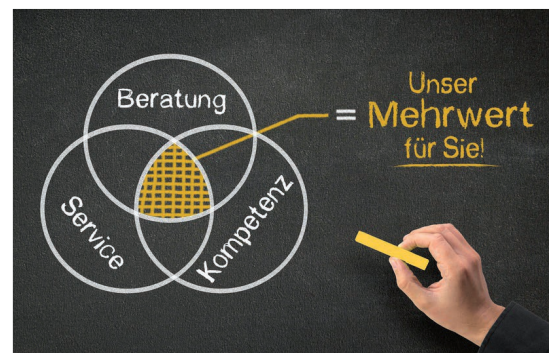 Beratung
Service
Kompetenz
= Unser
Mehrwert
für Sie!